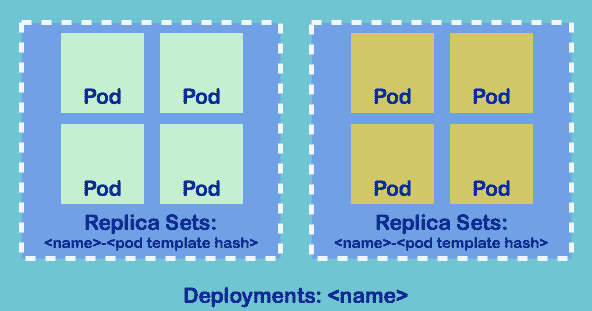 Pod Pod
Pod Pod
Replica Sets:
<name>-<pod template hash>
Pod Pod
Pod Pod
Replica Sets:
<name>-<pod template hash>
Deployments: <name>